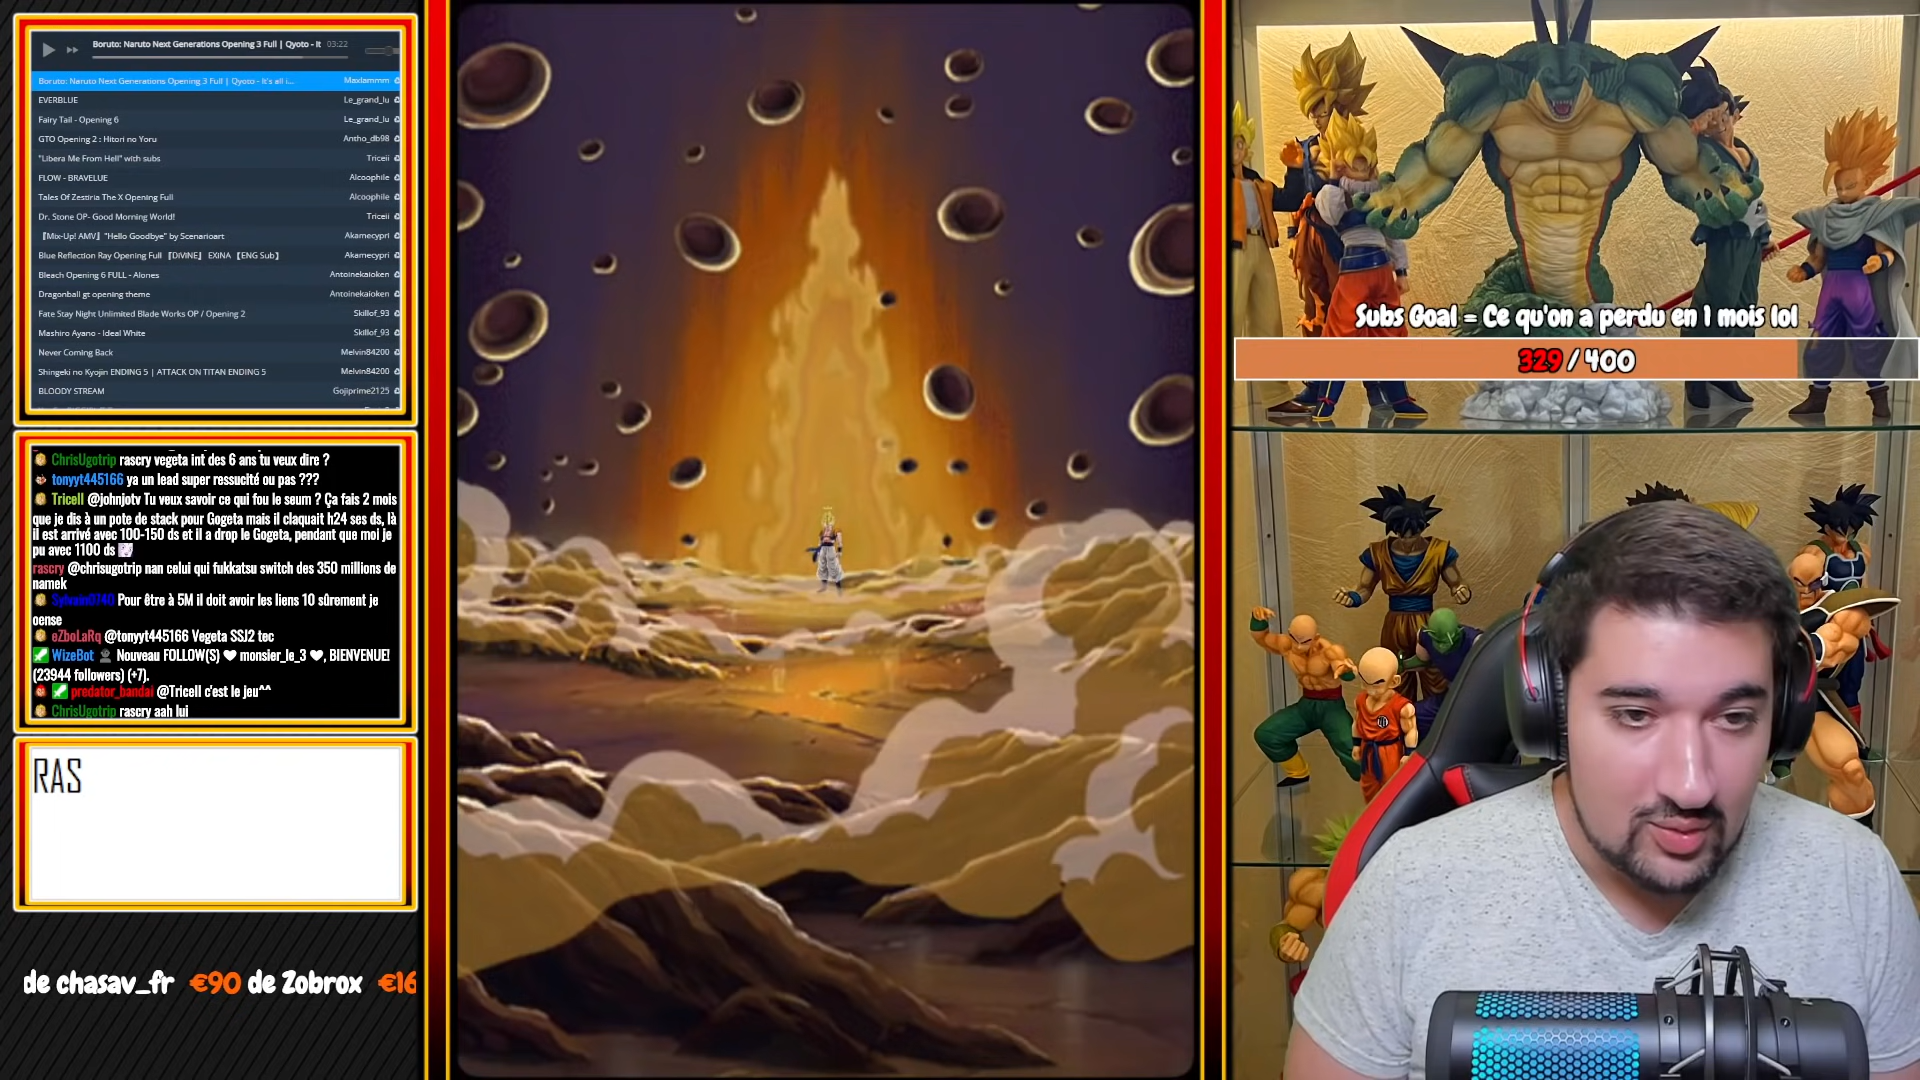 Boruto: Naruto Next Generations Opening 3 Full | Qyoto - It 03:22
Boruto: Naruto Next Generations Opening 3 Full | Qyoto - It's all i... Maxlammm
EVERBLUE Le_grand_lu
Fairy Tail - Opening 6 Le_grand_lu
GTO Opening 2 : Hitori no Yoru Antho_db98
"Libera Me From Hell" with subs Triceii
FLOW - BRAVELUE Alcoophile
Tales Of Zestiria The X Opening Full Alcoophile
Dr. Stone OP- Good Morning World! Triceii
『Mix-Up! AMV』 "Hello Goodbye" by Scenarioart Akamecypri
Blue Reflection Ray Opening Full 『DIVINE』 EXiNA 【ENG Sub】 Akamecypri
Bleach Opening 6 FULL - Alones Antoinekaioken
Dragonball gt opening theme Antoinekaioken
Fate Stay Night Unlimited Blade Works OP / Opening 2 Skillof_93
Mashiro Ayano - Ideal White Skillof_93
Never Coming Back Melvin84200
Shingeki no Kyojin ENDING 5 | ATTACK ON TITAN ENDING 5 Melvin84200
BLOODY STREAM Gojiprime2125
ChrisUgotrip rascry vegeta int des 6 ans tu veux dire ?
tonyyt445166 ya un lead super ressucité ou pas ???
Tricell @johnjotv Tu veux savoir ce qui fou le seum ? Ça fais 2 mois
que je dis à un pote de stack pour Gogeta mais il claquait h24 ses ds, là
il est arrivé avec 100-150 ds et il a drop le Gogeta, pendant que moi je
pu avec 1100 ds
rascry @chrisugotrip nan celui qui fukkatsu switch des 350 millions de
namek
Sylvain0740 Pour être à 5M il doit avoir les liens 10 sûrement je
oense
eZboLaRq @tonyyt445166 Vegeta SSJ2 tec
WizeBot Nouveau FOLLOW(S) ♥ monsier_le_3 ♥, BIENVENUE!
(23944 followers) (+7).
predator_bandai @Tricell c'est le jeu^^
ChrisUgotrip rascry aah lui
RAS
de chasav_fr €90 de Zobrox €16
Subs Goal = Ce qu'on a perdu en 1 mois lol
329 / 400